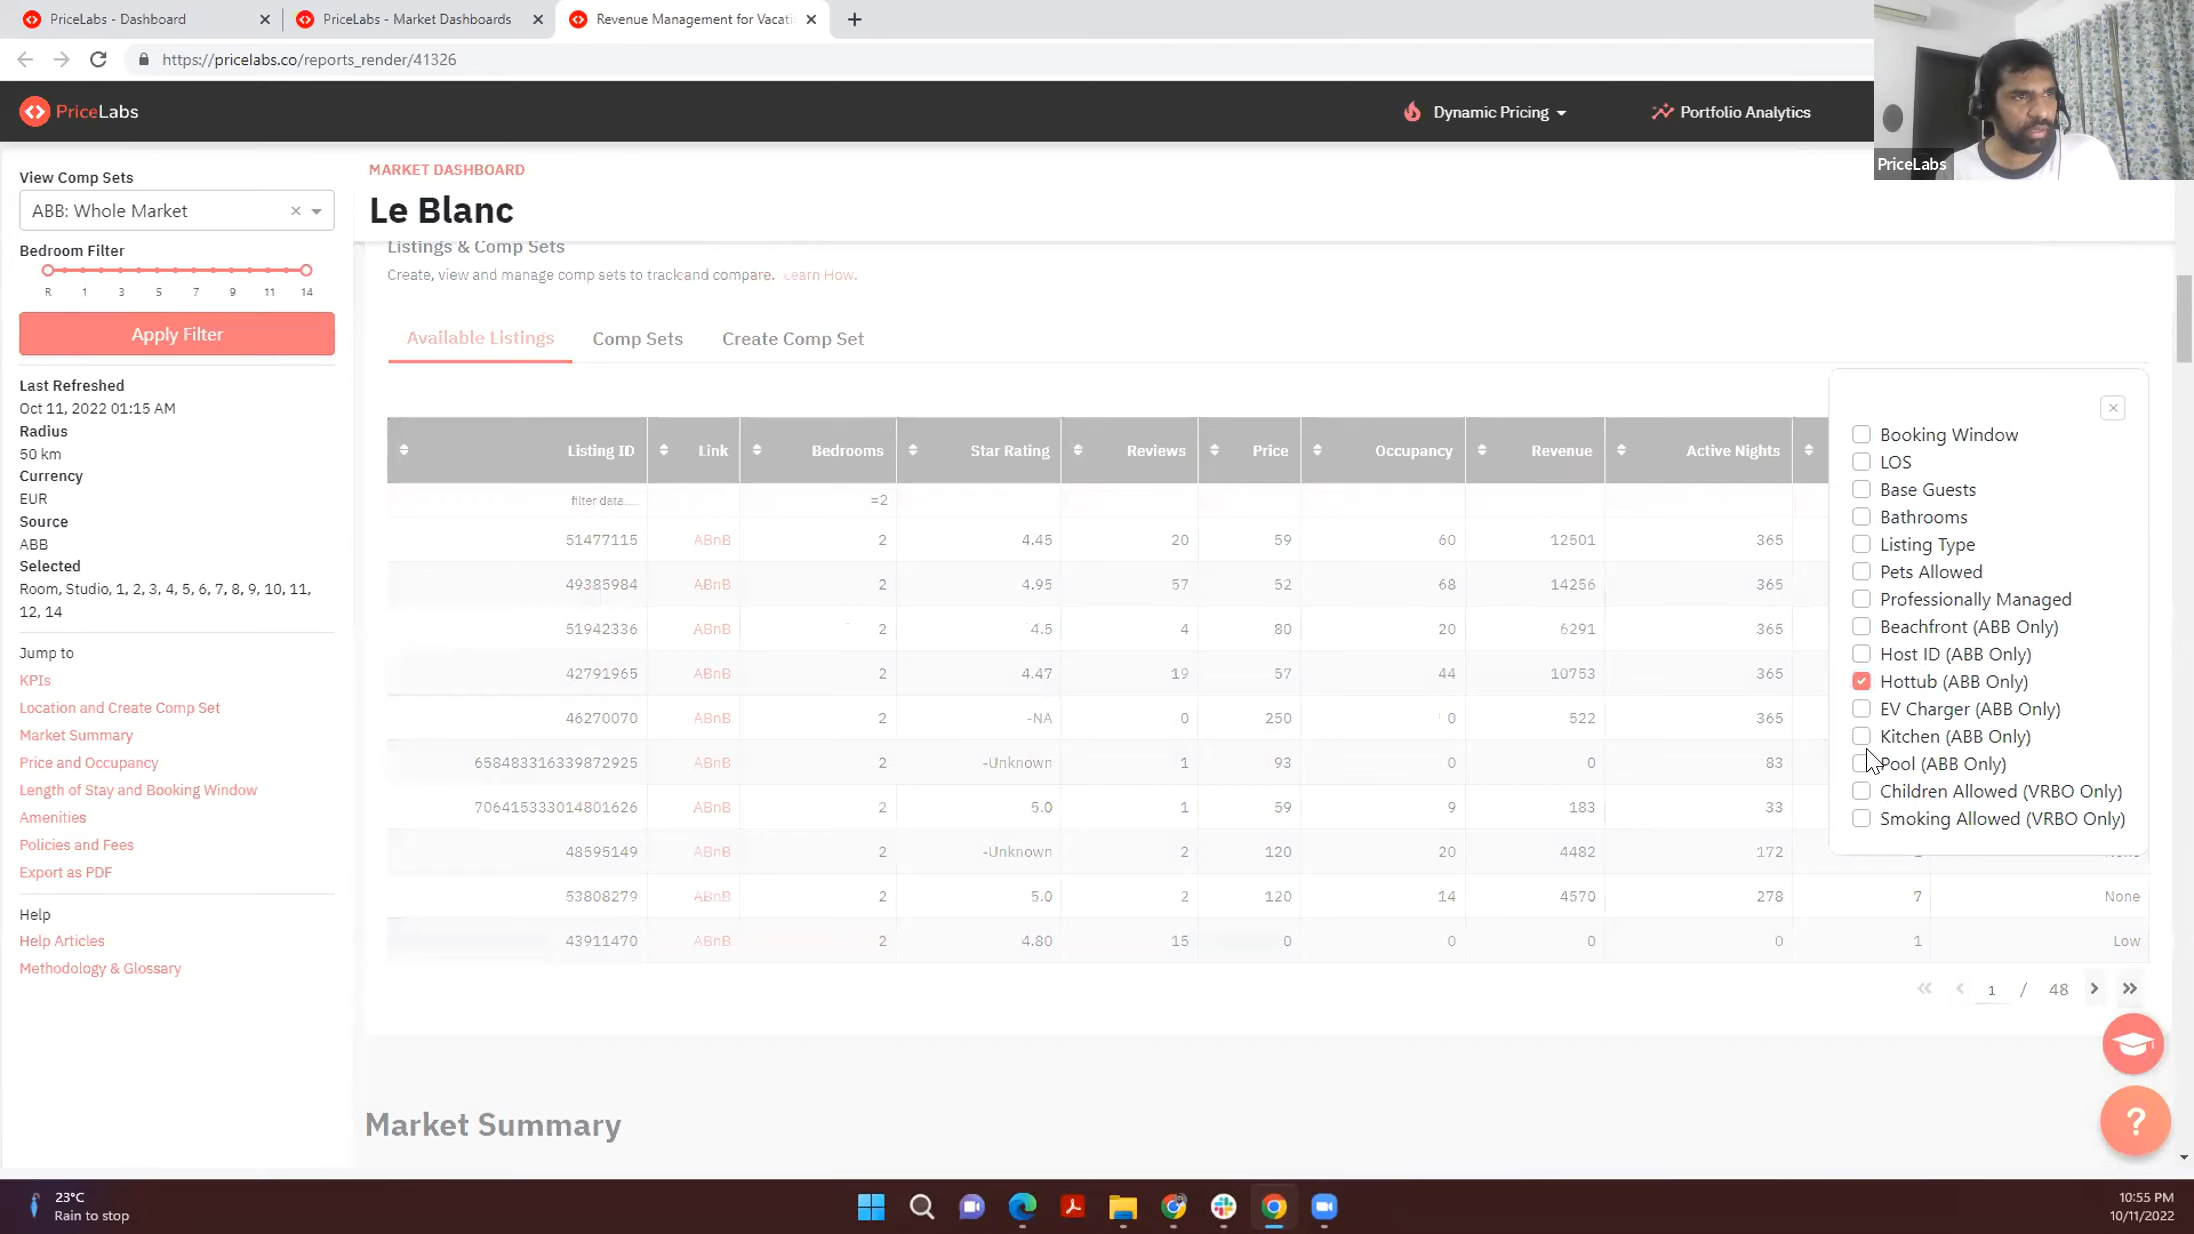 PriceLabs - Dashboard
PriceLabs - Market Dashboards
Revenue Management for Vacati
https://pricelabs.co/reports_render/41326
PriceLabs
Dynamic Pricing
Portfolio Analytics
PriceLabs
View Comp Sets
ABB: Whole Market
Bedroom Filter
R 1 3 5 7 9 11 14
Apply Filter
Last Refreshed
Oct 11, 2022 01:15 AM
Radius
50 km
Currency
EUR
Source
ABB
Selected
Room, Studio, 1, 2, 3, 4, 5, 6, 7, 8, 9, 10, 11,
12, 14
Jump to
KPIs
Location and Create Comp Set
Market Summary
Price and Occupancy
Length of Stay and Booking Window
Amenities
Policies and Fees
Export as PDF
Help
Help Articles
Methodology & Glossary
MARKET DASHBOARD
Le Blanc
Listings & Comp Sets
Create, view and manage comp sets to track and compare. Learn How.
Available Listings Comp Sets Create Comp Set
Listing ID Link Bedrooms Star Rating Reviews Price Occupancy Revenue Active Nights
filter data... =2
51477115 ABnB 2 4.45 20 59 60 12501 365
49385984 ABnB 2 4.95 57 52 68 14256 365
51942336 ABnB 2 4.5 4 80 20 6291 365
42791965 ABnB 2 4.47 19 57 44 10753 365
46270070 ABnB 2 -NA 0 250 0 522 365
658483316339872925 ABnB 2 -Unknown 1 93 0 0 83
706415333014801626 ABnB 2 5.0 1 59 9 183 33
48595149 ABnB 2 -Unknown 2 120 20 4482 172
53808279 ABnB 2 5.0 2 120 14 4570 278 7 None
43911470 ABnB 2 4.80 15 0 0 0 0 1 Low
Booking Window
LOS
Base Guests
Bathrooms
Listing Type
Pets Allowed
Professionally Managed
Beachfront (ABB Only)
Host ID (ABB Only)
Hottub (ABB Only)
EV Charger (ABB Only)
Kitchen (ABB Only)
Pool (ABB Only)
Children Allowed (VRBO Only)
Smoking Allowed (VRBO Only)
1 / 48
Market Summary
?
23°C
Rain to stop
10:55 PM
10/11/2022